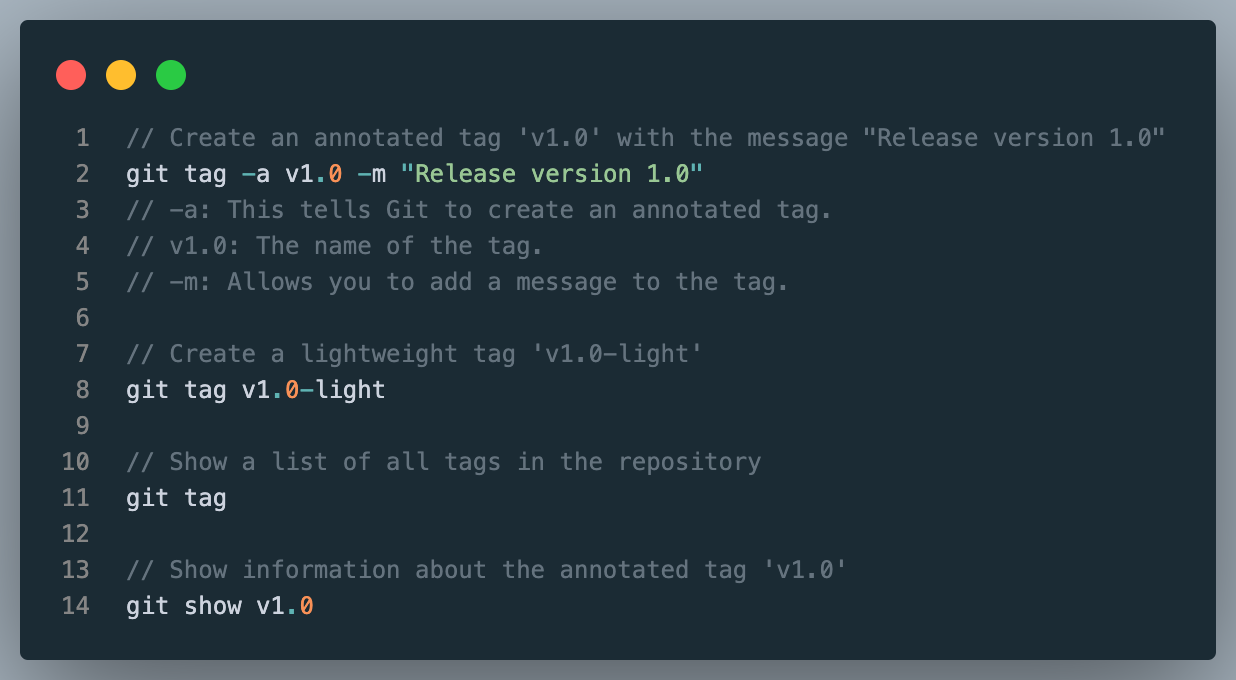 1 // Create an annotated tag 'v1.0' with the message "Release version 1.0"
2 git tag -a v1.0 -m "Release version 1.0"
3 // -a: This tells Git to create an annotated tag.
4 // v1.0: The name of the tag.
5 // -m: Allows you to add a message to the tag.
6
7 // Create a lightweight tag 'v1.0-light'
8 git tag v1.0-light
9
10 // Show a list of all tags in the repository
11 git tag
12
13 // Show information about the annotated tag 'v1.0'
14 git show v1.0